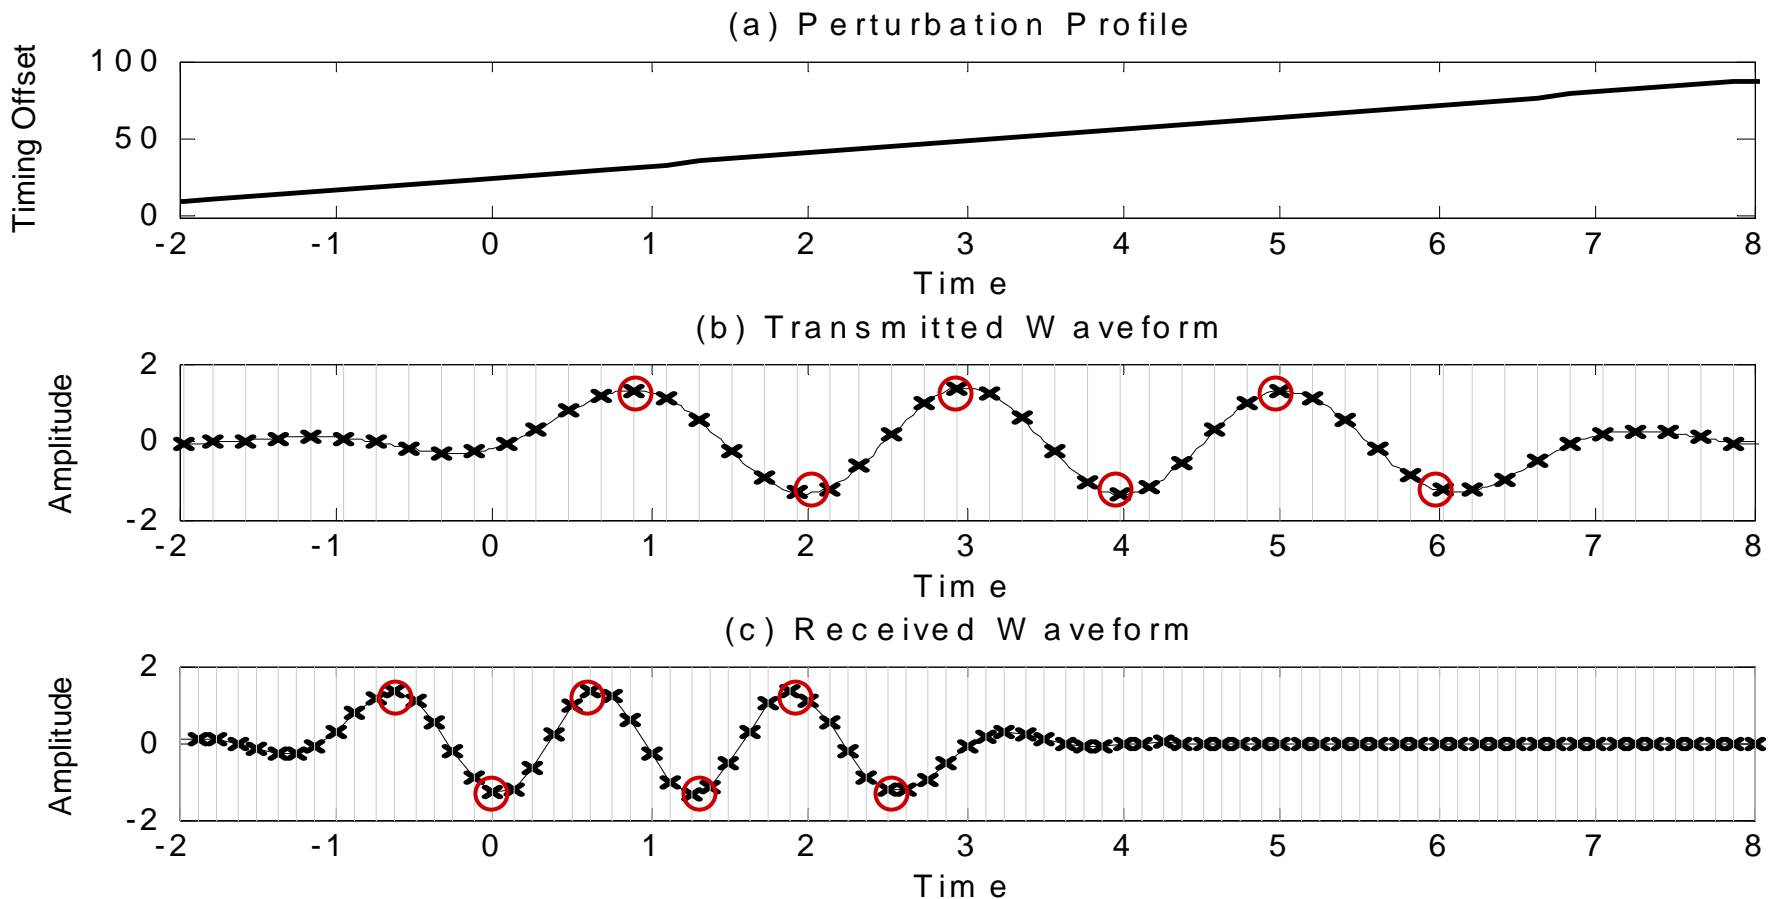 (a) Perturbation Profile
Timing Offset
100
50
0
-2 -1 0 1 2 3 4 5 6 7 8
Time
(b) Transmitted Waveform
Amplitude
2
0
-2
-2 -1 0 1 2 3 4 5 6 7 8
Time
(c) Received Waveform
Amplitude
2
0
-2
-2 -1 0 1 2 3 4 5 6 7 8
Time